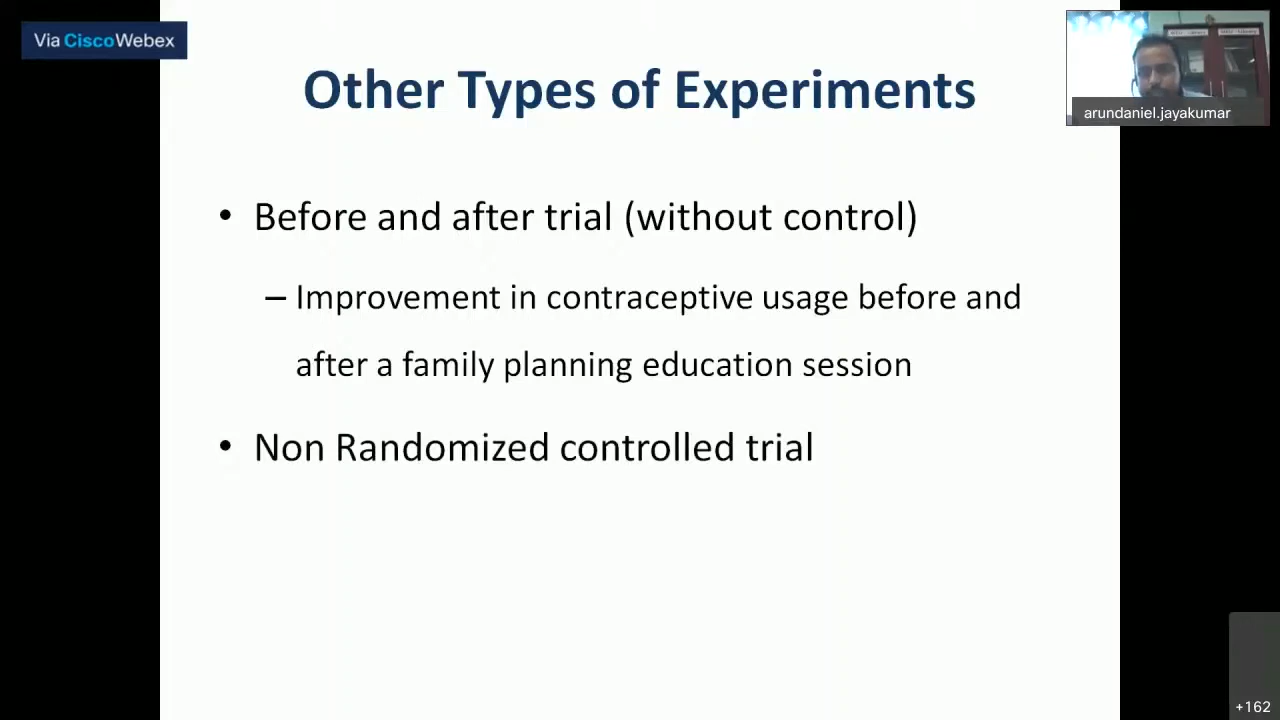 Via CiscoWebex
Other Types of Experiments
arundaniel.jayakumar
• Before and after trial (without control)
– Improvement in contraceptive usage before and
after a family planning education session
• Non Randomized controlled trial
+162